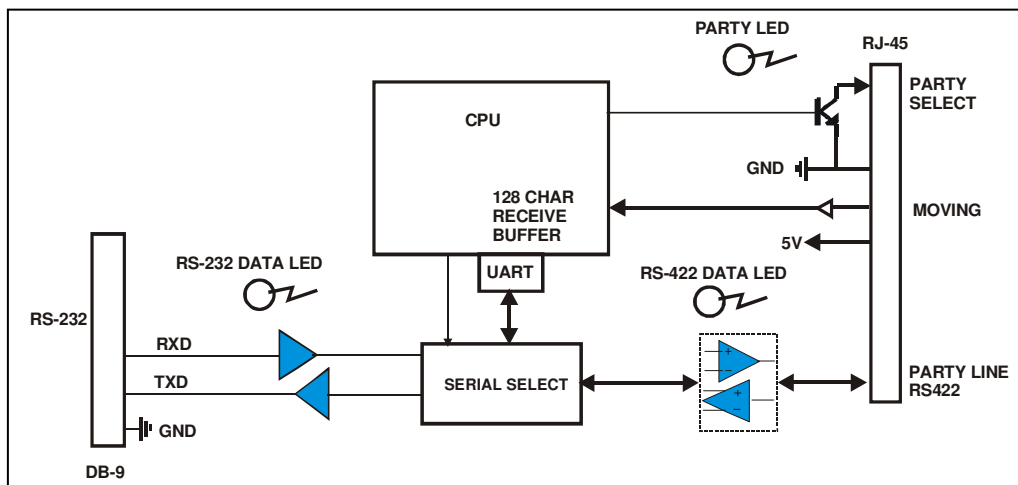 PARTY LED
RJ-45
PARTY
SELECT
CPU
GND
128 CHAR
RECEIVE
BUFFER
MOVING
5V
UART
RS-232 DATA LED
RS-422 DATA LED
RS-232
RXD
TXD
SERIAL SELECT
+
-
+
-
PARTY LINE
RS422
GND
DB-9